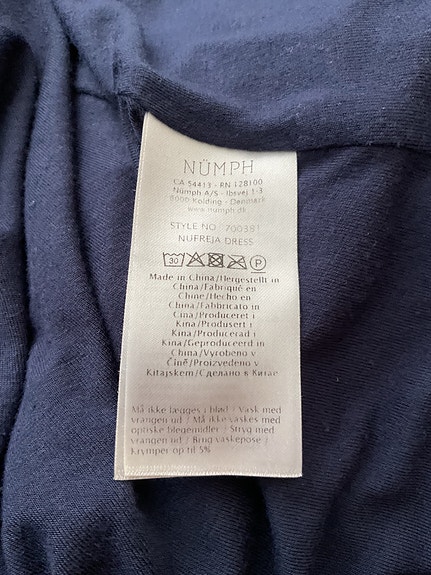 NÜMPH
CA 54413 - RN 128100
Nümph A/S - Ibsvej 1-3
6000 Kolding - Denmark
www.numph.dk
STYLE NO 700381
NUFREJA DRESS
30 P
Made in China/Hergestellt in
China/Fabriqué en
Chine/Hecho en
China/Fabbricato in
Cina/Produceret i
Kina/Produsert i
Kina/Producerad i
Kina/Geproduceerd in
China/Vyrobeno v
Číně/Proizvedeno v
Kitajskem/Сделано в Китае
Må ikke lægges i blød / Vask med
vrangen ud / Må ikke vaskes med
optiske blegemidler / Stryg med
vrangen ud / Brug vaskepose /
Krymper op til 5%